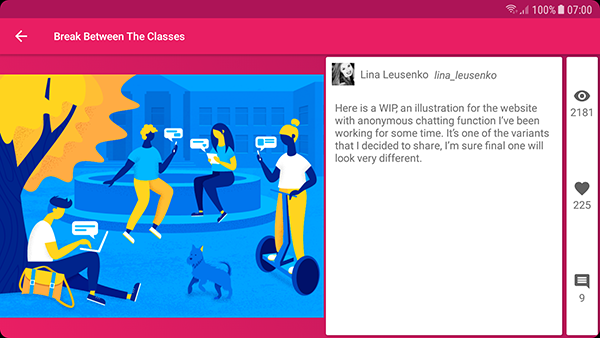 100% 07:00
Break Between The Classes
Lina Leusenko lina_leusenko
Here is a WIP, an illustration for the website
with anonymous chatting function I've been
working for some time. It's one of the variants
that I decided to share, I'm sure final one will
look very different.
2181
225
9